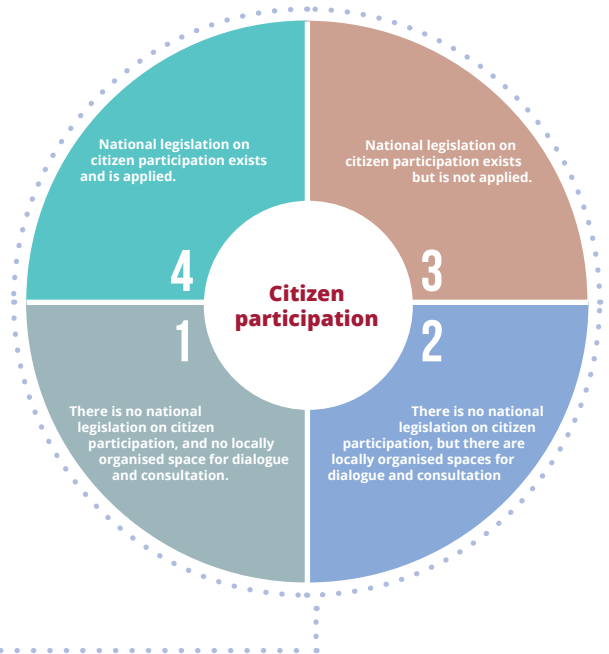 National legislation on
citizen participation exists
and is applied.
4
National legislation on
citizen participation exists
but is not applied.
3
Citizen
participation
1
There is no national
legislation on citizen
participation, and no locally
organised space for dialogue
and consultation.
2
There is no national
legislation on citizen
participation, but there are
locally organised spaces for
dialogue and consultation